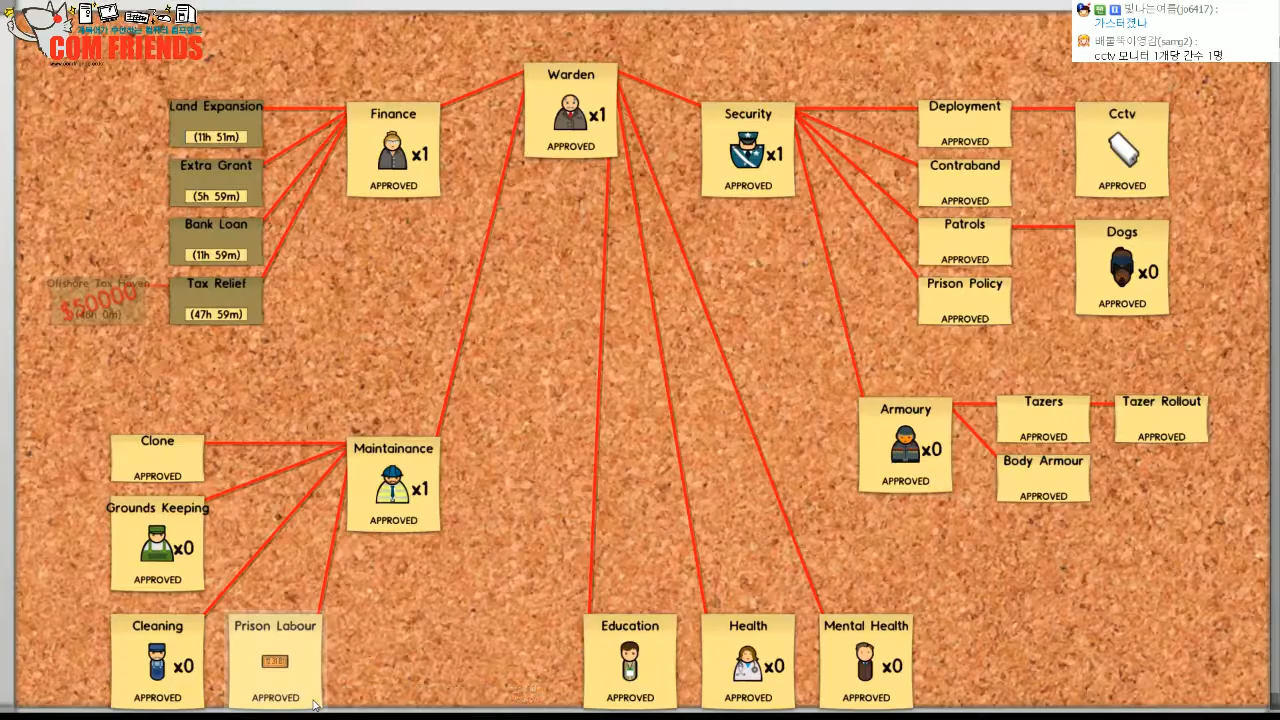 COM FRIENDS
빛나는여름(jo6417) :
가스터졌나
배불뚝이영감(samg2) :
cctv 모니터 1개당 간수 1명
Warden
x1
APPROVED
Finance
x1
APPROVED
Land Expansion
(11h 51m)
Extra Grant
(5h 59m)
Bank Loan
(11h 59m)
Tax Relief
(47h 59m)
Offshore Tax Haven
$50000
Security
x1
APPROVED
Deployment
APPROVED
Contraband
APPROVED
Patrols
APPROVED
Prison Policy
APPROVED
Cctv
APPROVED
Dogs
x0
APPROVED
Armoury
x0
APPROVED
Tazers
APPROVED
Tazer Rollout
APPROVED
Body Armour
APPROVED
Maintainance
x1
APPROVED
Clone
APPROVED
Grounds Keeping
x0
APPROVED
Cleaning
x0
APPROVED
Prison Labour
APPROVED
Education
APPROVED
Health
x0
APPROVED
Mental Health
x0
APPROVED